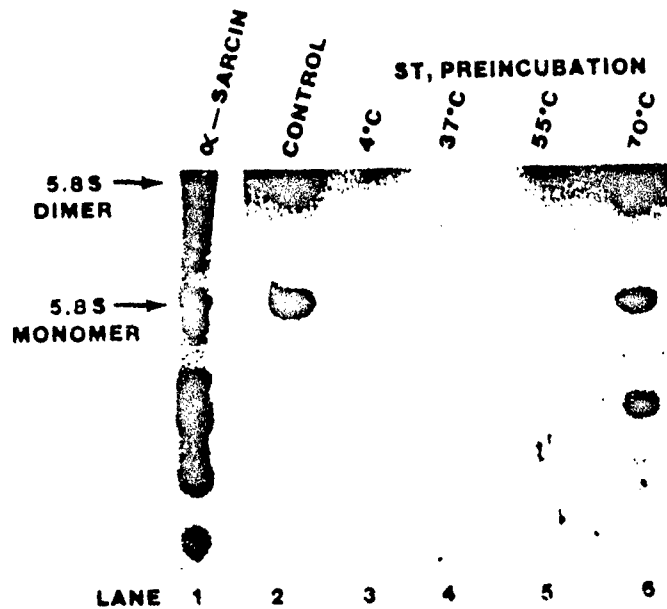 α — SARCIN
CONTROL
ST, PREINCUBATION
4°C
37°C
55°C
70°C
5.8S
DIMER
5.8S
MONOMER
LANE 1 2 3 4 5 6